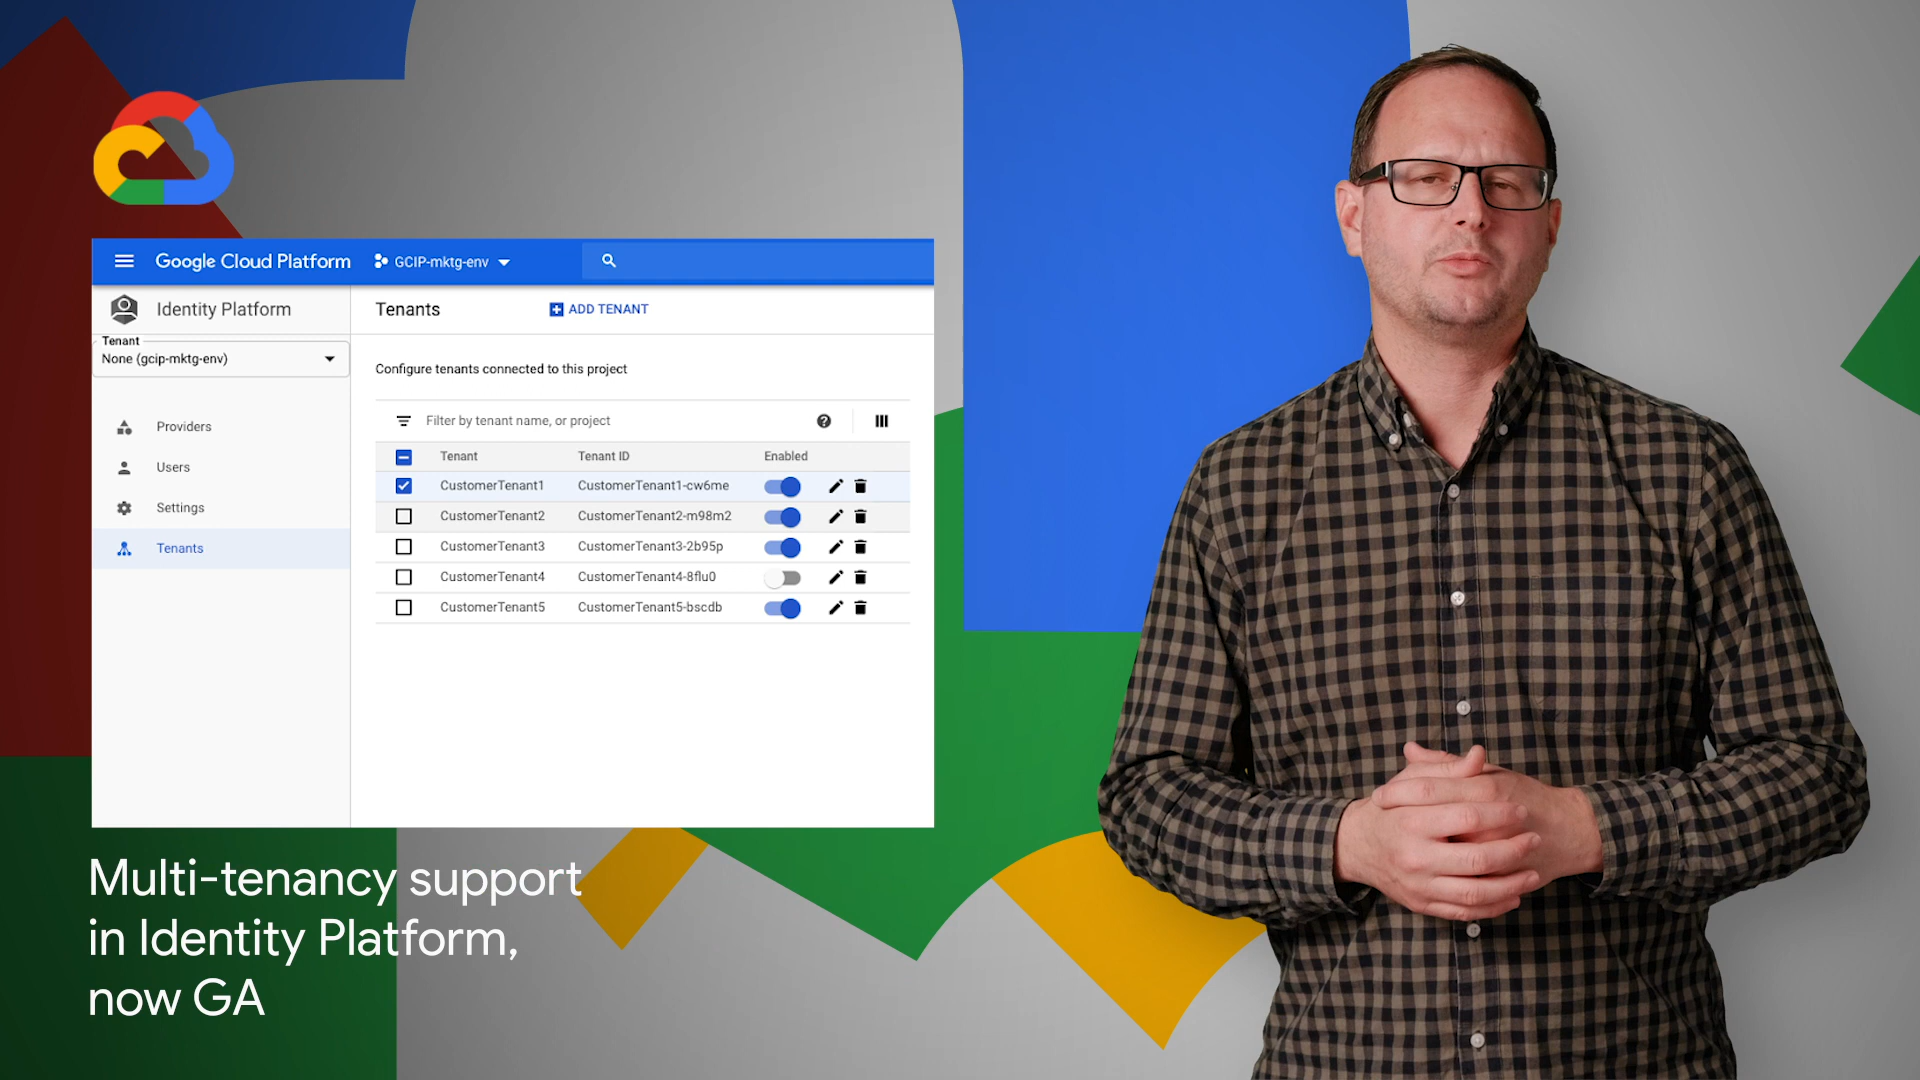 Google Cloud Platform GCIP-mktg-env
Identity Platform
Tenants
ADD TENANT
Tenant
None (gcip-mktg-env)
Providers
Users
Settings
Tenants
Configure tenants connected to this project
Filter by tenant name, or project
Tenant Tenant ID Enabled
CustomerTenant1 CustomerTenant1-cw6me
CustomerTenant2 CustomerTenant2-m98m2
CustomerTenant3 CustomerTenant3-2b95p
CustomerTenant4 CustomerTenant4-8flu0
CustomerTenant5 CustomerTenant5-bscdb
Multi-tenancy support
in Identity Platform,
now GA